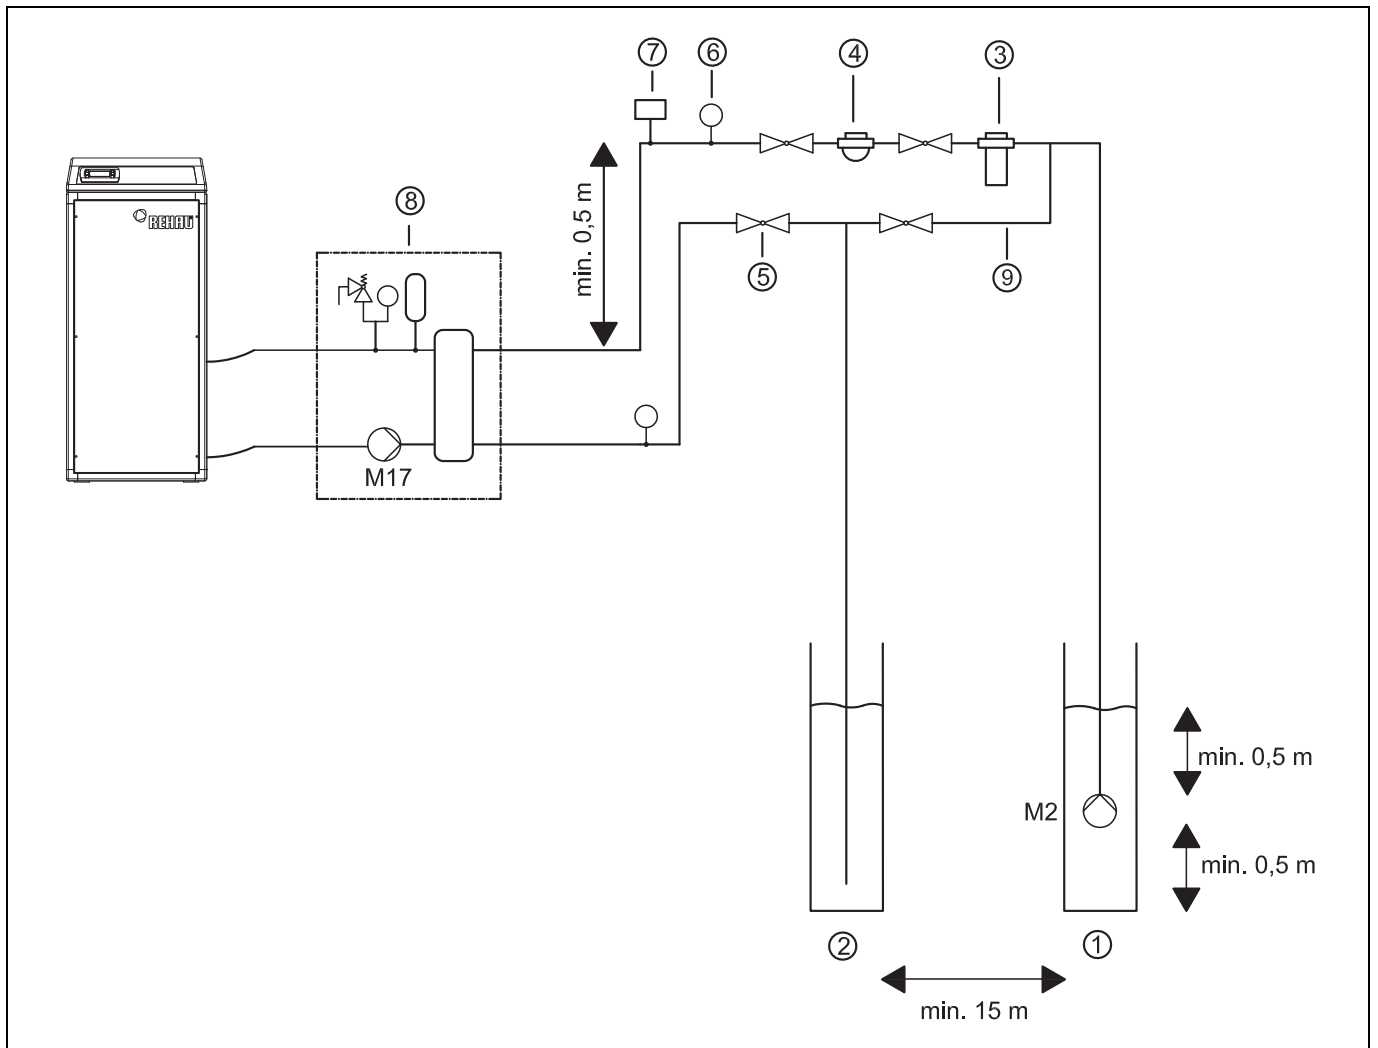 ⑦ ⑥ ④ ③
REHAU
⑧
min. 0,5 m
⑤
⑨
M17
min. 0,5 m
M2
min. 0,5 m
② ①
min. 15 m